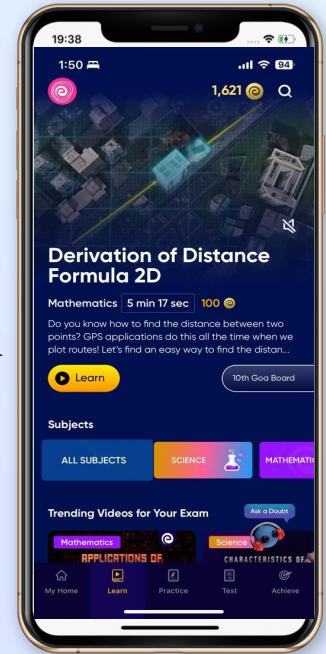 19:38
1:50
94
1,621
Derivation of Distance
Formula 2D
Mathematics 5 min 17 sec 100
Do you know how to find the distance between two
points? GPS applications do this all the time when we
plot routes! Let's find an easy way to find the distan...
Learn
10th Goa Board
Subjects
ALL SUBJECTS SCIENCE MATHEMATIC
Trending Videos for Your Exam
Ask a Doubt
Mathematics Science
APPLICATIONS OF
CHARACTERISTICS OF
My Home Learn Practice Test Achieve